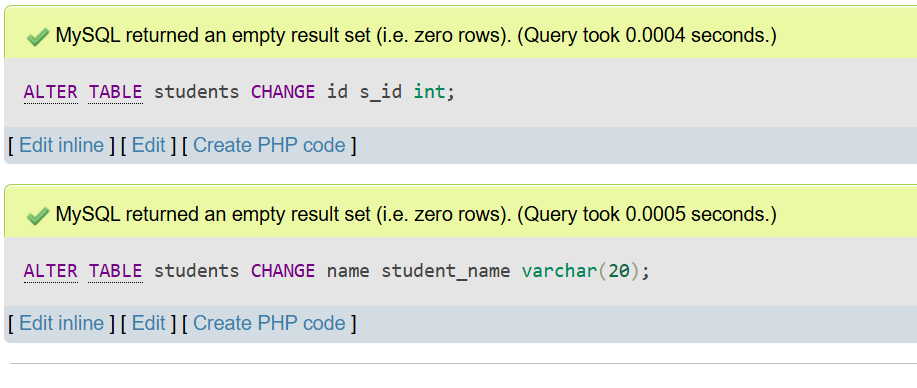 MySQL returned an empty result set (i.e. zero rows). (Query took 0.0004 seconds.)
ALTER TABLE students CHANGE id s_id int;
[ Edit inline ] [ Edit ] [ Create PHP code ]
MySQL returned an empty result set (i.e. zero rows). (Query took 0.0005 seconds.)
ALTER TABLE students CHANGE name student_name varchar(20);
[ Edit inline ] [ Edit ] [ Create PHP code ]